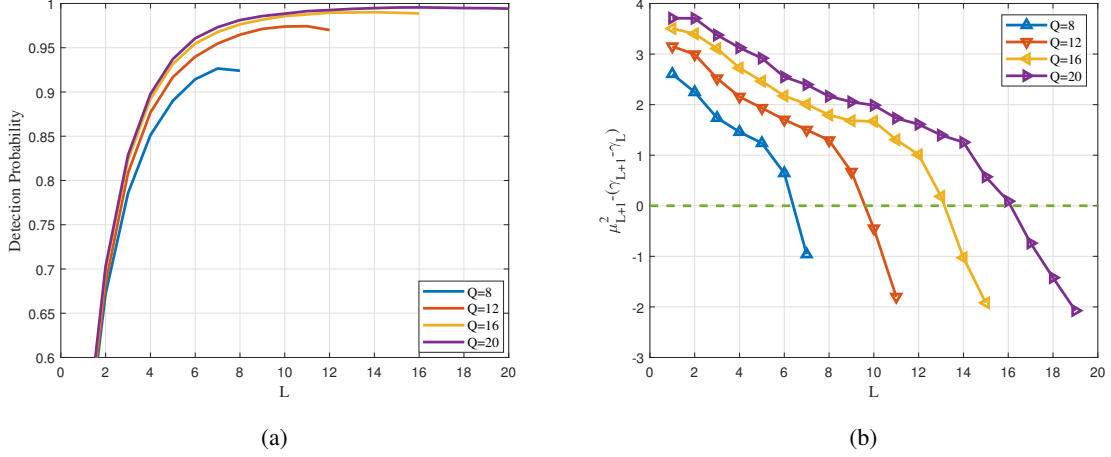 1
0.95
0.9
0.85
0.8
0.75
0.7
0.65
0.6
Detection Probability
0 2 4 6 8 10 12 14 16 18 20
L
Q=8
Q=12
Q=16
Q=20
(a)
4
3
2
1
0
-1
-2
-3
μ²_{L+1}-(γ_{L+1}-γ_L)
0 2 4 6 8 10 12 14 16 18 20
L
Q=8
Q=12
Q=16
Q=20
(b)